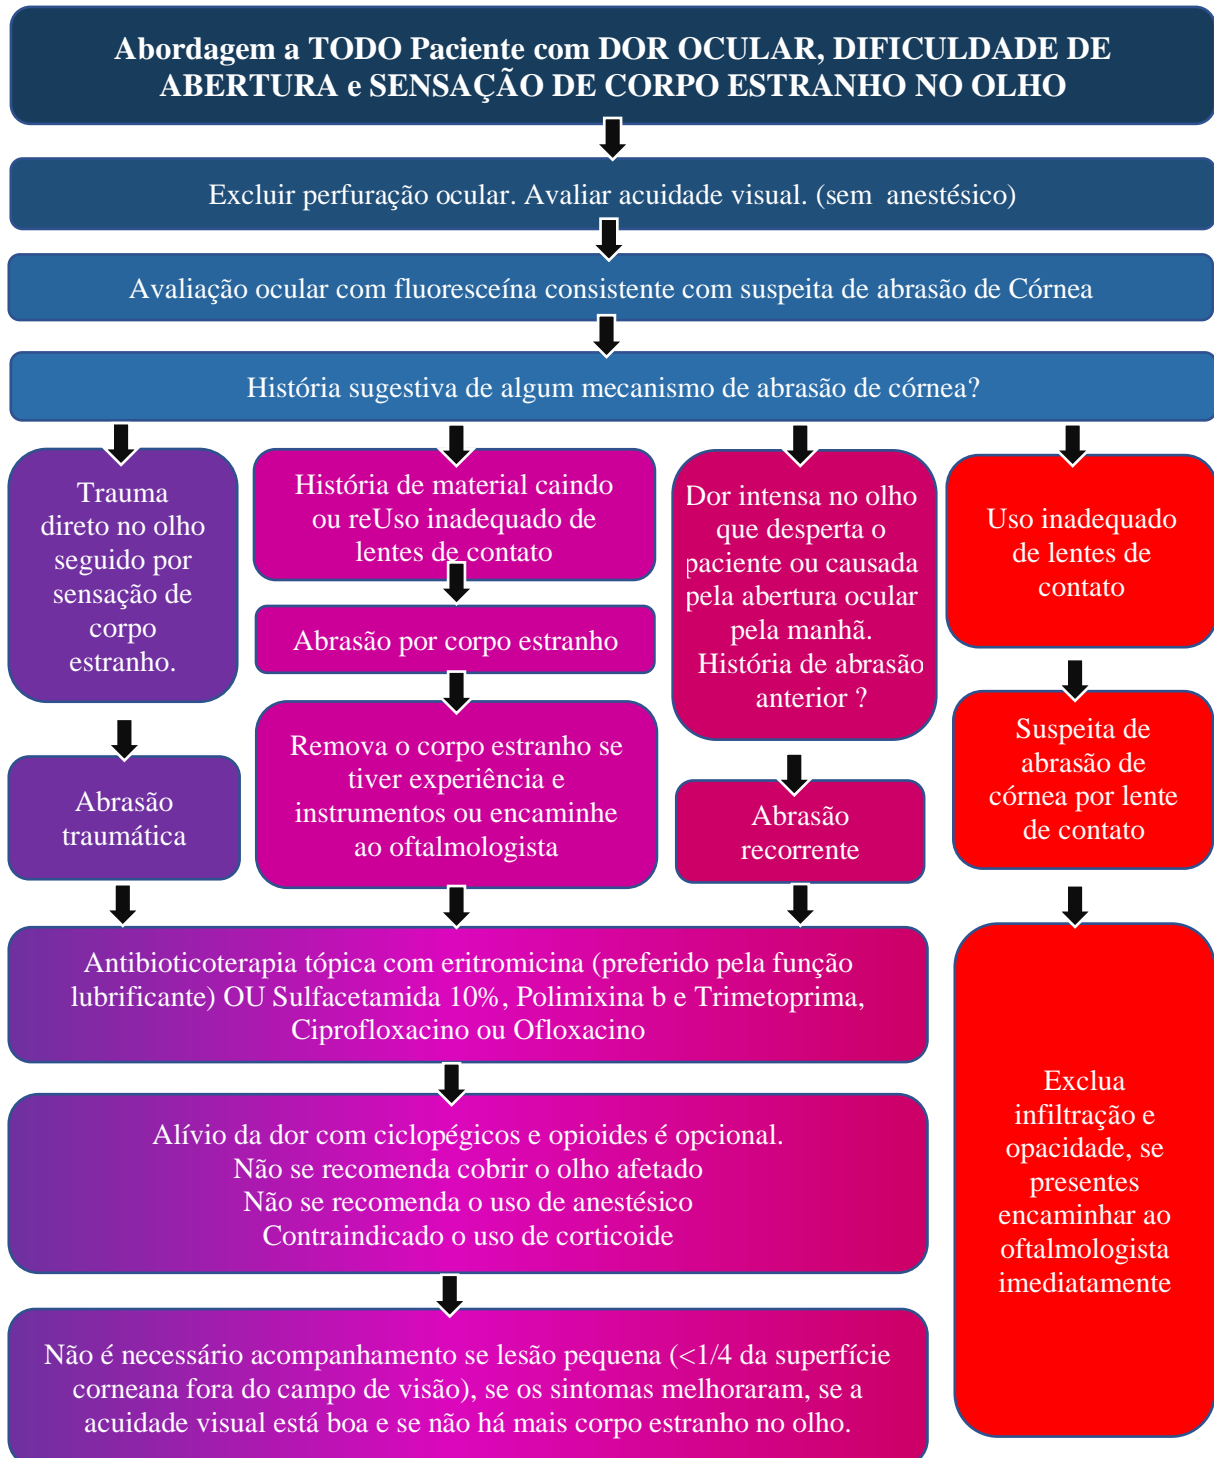 Abordagem a TODO Paciente com DOR OCULAR, DIFICULDADE DE
ABERTURA e SENSAÇÃO DE CORPO ESTRANHO NO OLHO
Excluir perfuração ocular. Avaliar acuidade visual. (sem anestésico)
Avaliação ocular com fluoresceína consistente com suspeita de abrasão de Córnea
História sugestiva de algum mecanismo de abrasão de córnea?
Trauma
direto no olho
seguido por
sensação de
corpo
estranho.
Abrasão
traumática
História de material caindo
ou reUso inadequado de
lentes de contato
Abrasão por corpo estranho
Remova o corpo estranho se
tiver experiência e
instrumentos ou encaminhe
ao oftalmologista
Dor intensa no olho
que desperta o
paciente ou causada
pela abertura ocular
pela manhã.
História de abrasão
anterior ?
Abrasão
recorrente
Uso inadequado
de lentes de
contato
Suspeita de
abrasão de
córnea por lente
de contato
Exclua
infiltração e
opacidade, se
presentes
encaminhar ao
oftalmologista
imediatamente
Antibioticoterapia tópica com eritromicina (preferido pela função
lubrificante) OU Sulfacetamida 10%, Polimixina b e Trimetoprima,
Ciprofloxacino ou Ofloxacino
Alívio da dor com ciclopégicos e opioides é opcional.
Não se recomenda cobrir o olho afetado
Não se recomenda o uso de anestésico
Contraindicado o uso de corticoide
Não é necessário acompanhamento se lesão pequena (<1/4 da superfície
corneana fora do campo de visão), se os sintomas melhoraram, se a
acuidade visual está boa e se não há mais corpo estranho no olho.